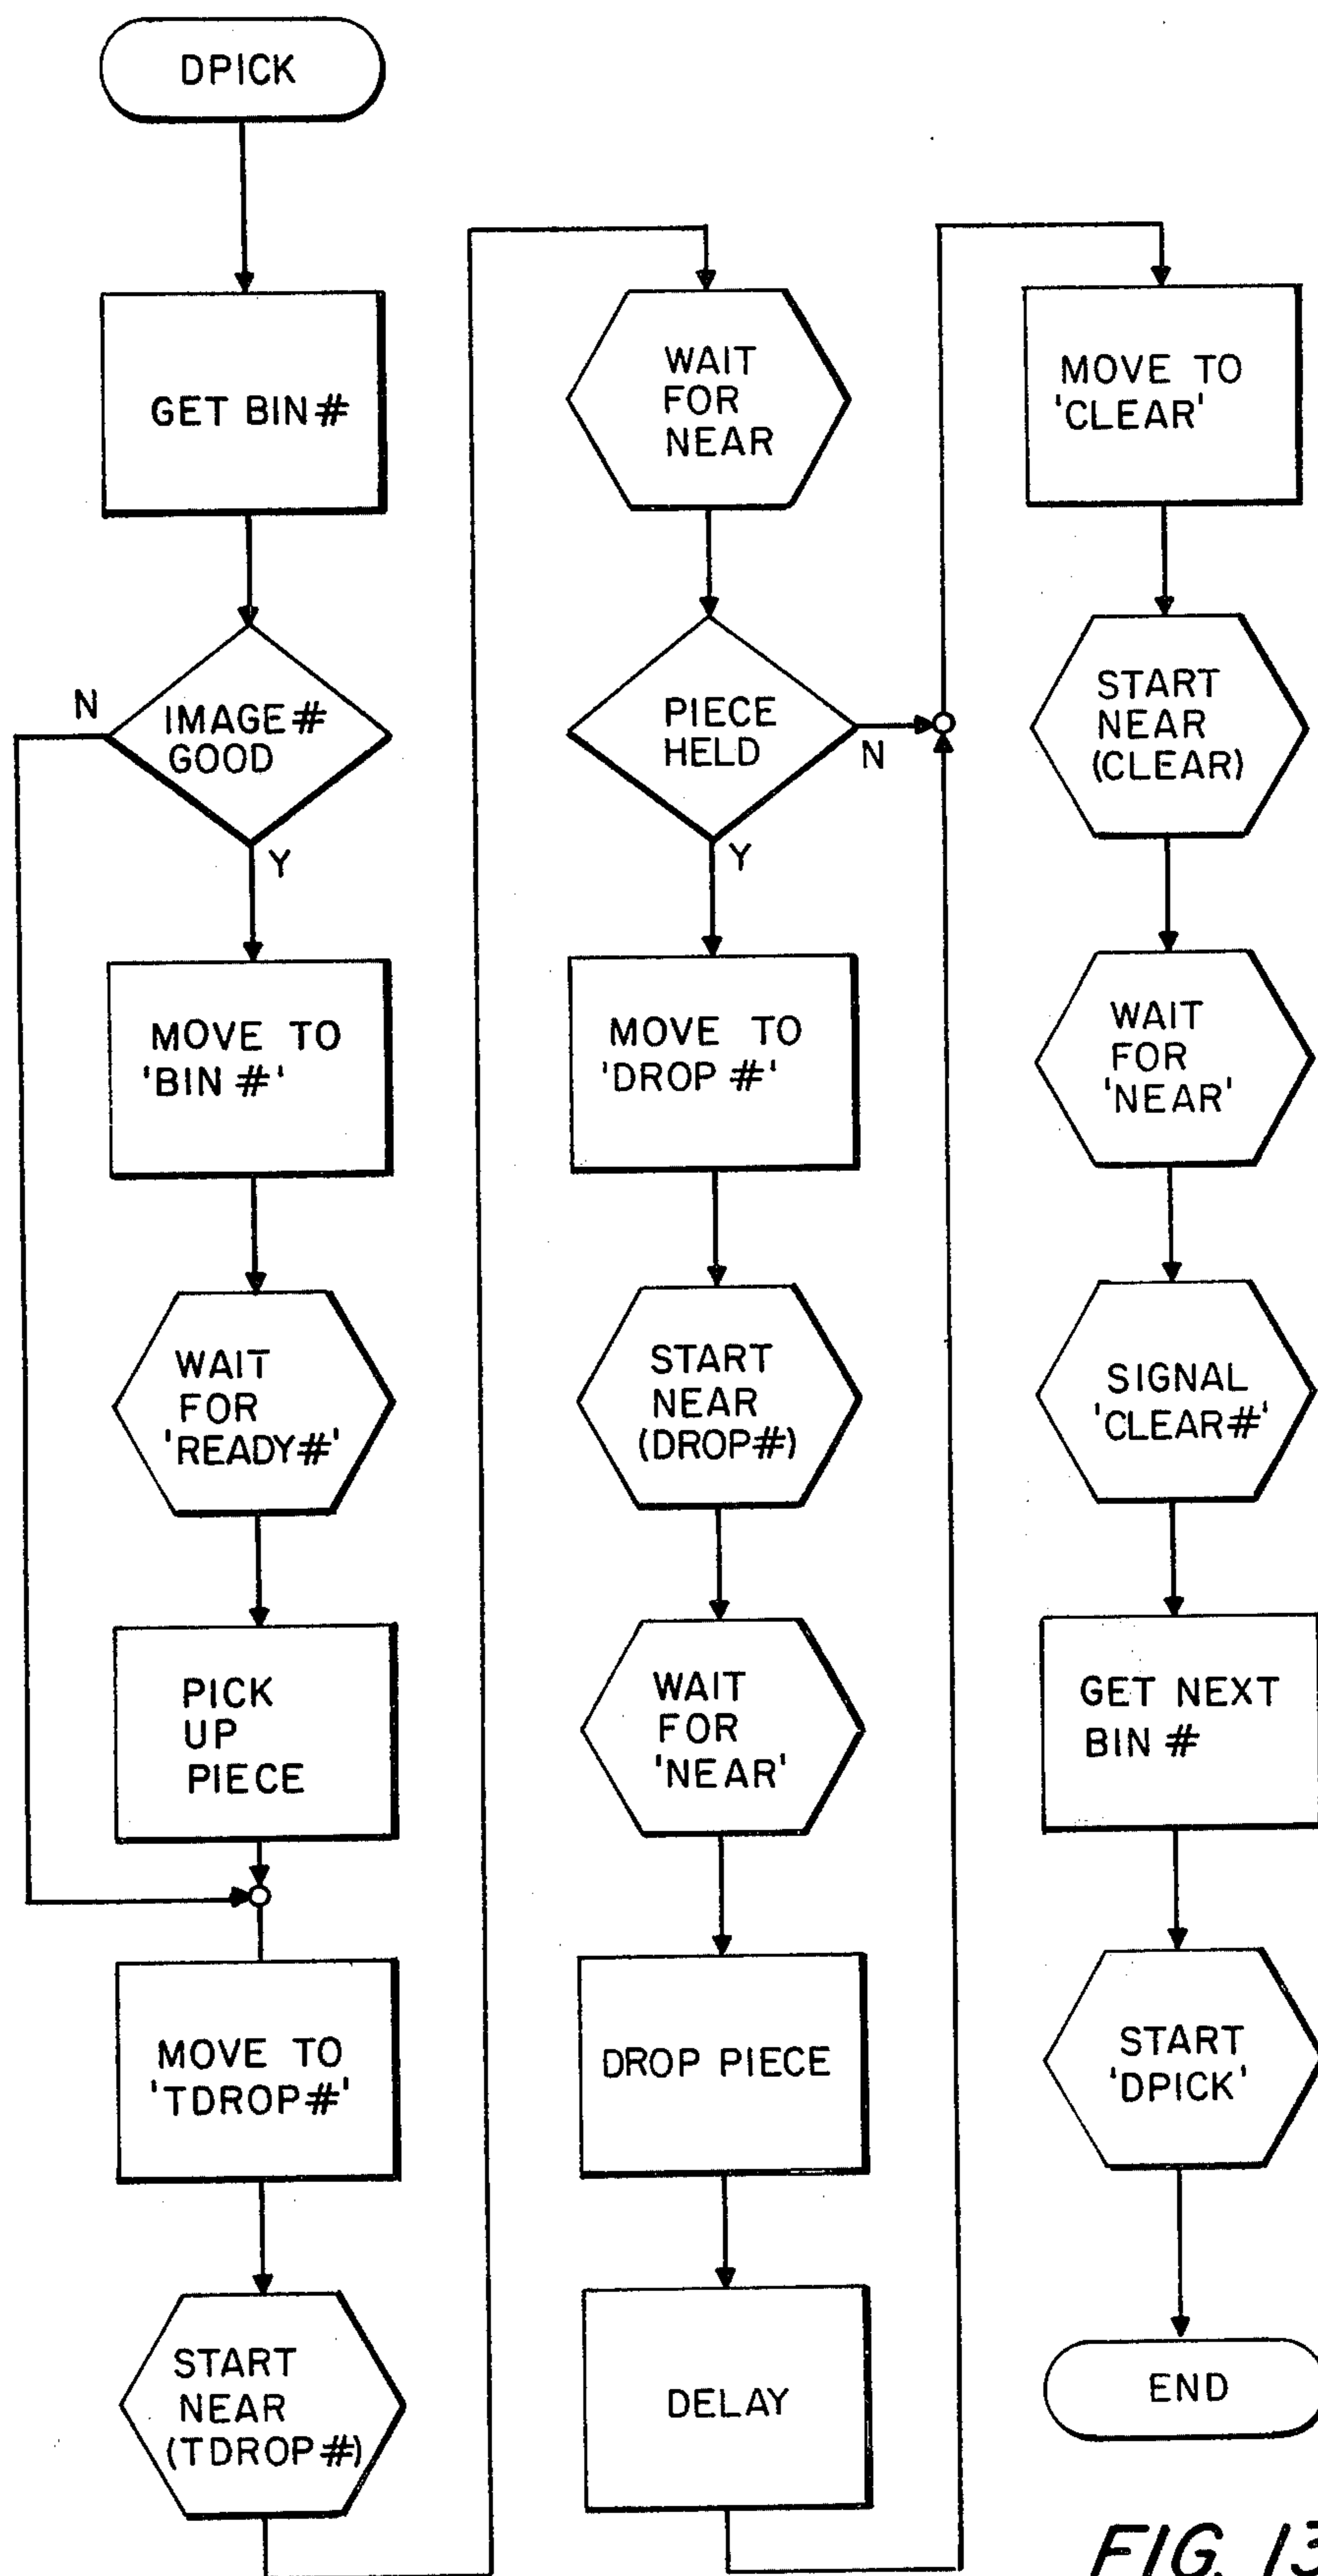 DPICK
GET BIN #
IMAGE #
GOOD
N
Y
MOVE TO
'BIN #'
WAIT
FOR
'READY#'
PICK
UP
PIECE
MOVE TO
'TDROP#'
START
NEAR
(TDROP#)
WAIT
FOR
NEAR
PIECE
HELD
N
Y
MOVE TO
'DROP #'
START
NEAR
(DROP#)
WAIT
FOR
'NEAR'
DROP PIECE
DELAY
MOVE TO
'CLEAR'
START
NEAR
(CLEAR)
WAIT
FOR
'NEAR'
SIGNAL
'CLEAR#'
GET NEXT
BIN #
START
'DPICK'
END
FIG. 13